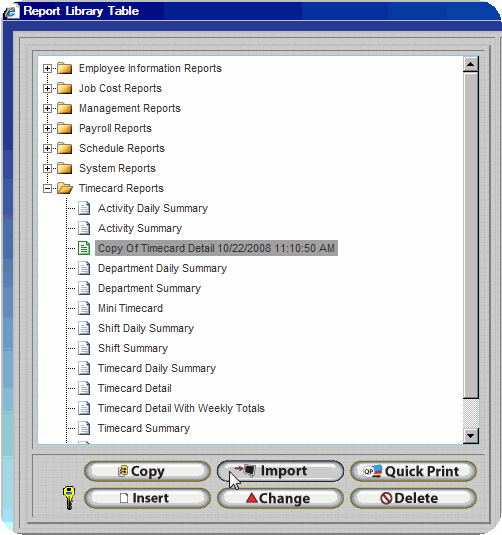 Report Library Table
Employee Information Reports
Job Cost Reports
Management Reports
Payroll Reports
Schedule Reports
System Reports
Timecard Reports
Activity Daily Summary
Activity Summary
Copy Of Timecard Detail 10/22/2008 11:10:50 AM
Department Daily Summary
Department Summary
Mini Timecard
Shift Daily Summary
Shift Summary
Timecard Daily Summary
Timecard Detail
Timecard Detail With Weekly Totals
Timecard Summary
Copy Import QP Quick Print
Insert Change Delete